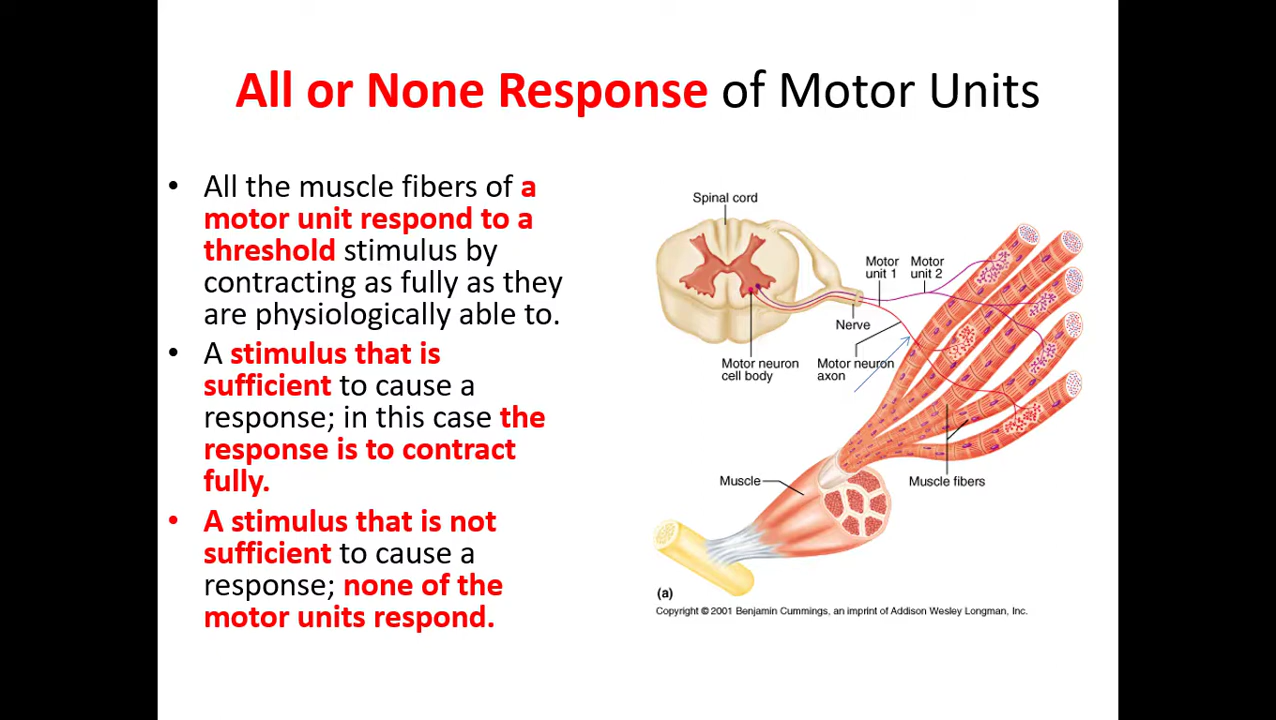 All or None Response of Motor Units
• All the muscle fibers of a
motor unit respond to a
threshold stimulus by
contracting as fully as they
are physiologically able to.
• A stimulus that is
sufficient to cause a
response; in this case the
response is to contract
fully.
• A stimulus that is not
sufficient to cause a
response; none of the
motor units respond.
Spinal cord
Motor
unit 1
Motor
unit 2
Nerve
Motor neuron
cell body
Motor neuron
axon
Muscle
Muscle fibers
(a)
Copyright © 2001 Benjamin Cummings, an imprint of Addison Wesley Longman, Inc.